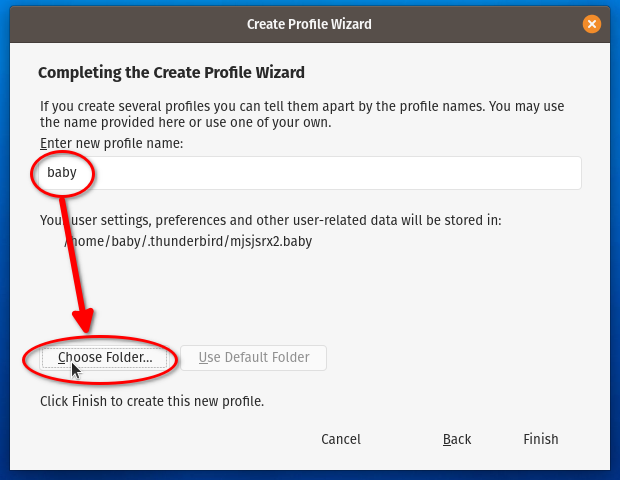 Create Profile Wizard
Completing the Create Profile Wizard
If you create several profiles you can tell them apart by the profile names. You may use
the name provided here or use one of your own.
Enter new profile name:
baby
Your user settings, preferences and other user-related data will be stored in:
/home/baby/.thunderbird/mjsjsrx2.baby
Choose Folder...
Use Default Folder
Click Finish to create this new profile.
Cancel
Back
Finish